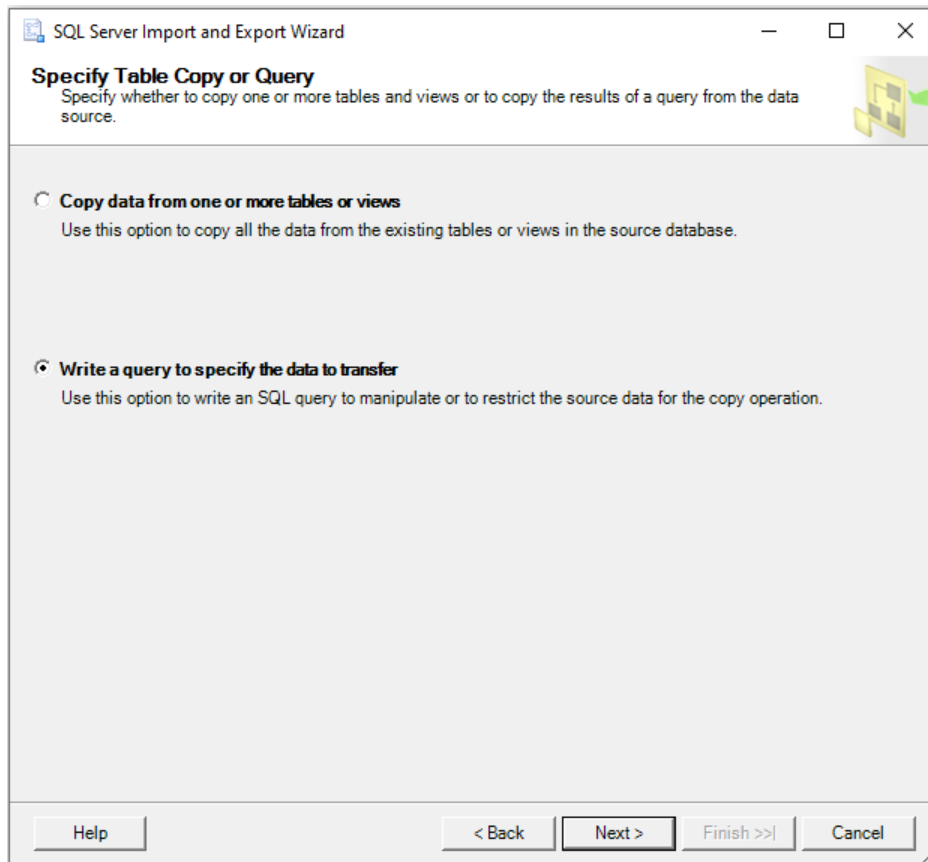 SQL Server Import and Export Wizard
Specify Table Copy or Query
Specify whether to copy one or more tables and views or to copy the results of a query from the data
source.
Copy data from one or more tables or views
Use this option to copy all the data from the existing tables or views in the source database.
Write a query to specify the data to transfer
Use this option to write an SQL query to manipulate or to restrict the source data for the copy operation.
Help < Back Next > Finish >>| Cancel